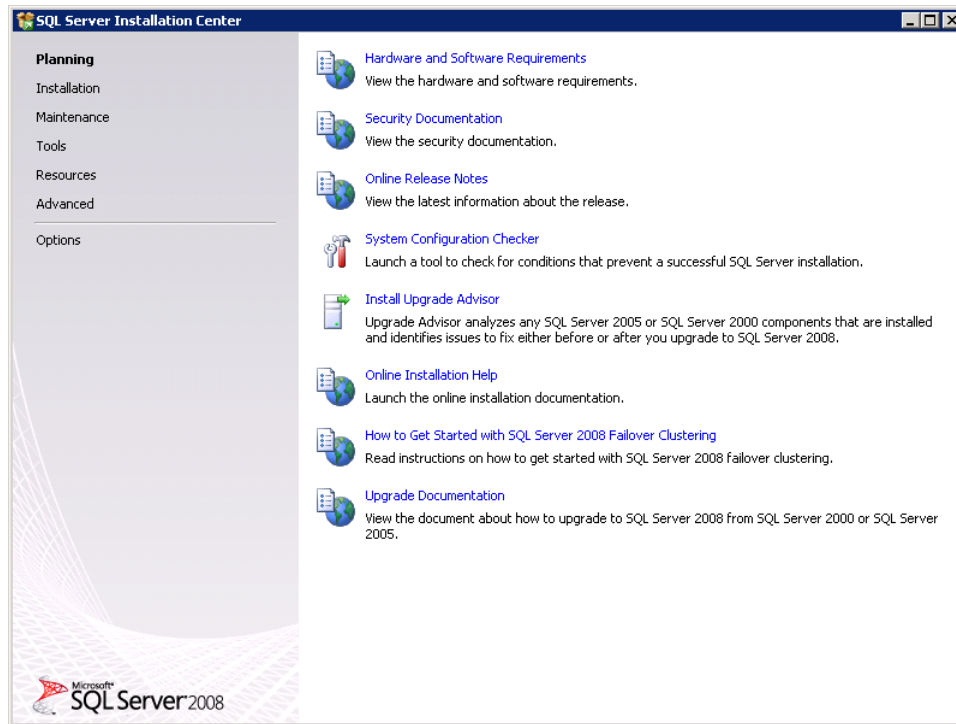 SQL Server Installation Center
Planning
Installation
Maintenance
Tools
Resources
Advanced
Options
Hardware and Software Requirements
View the hardware and software requirements.
Security Documentation
View the security documentation.
Online Release Notes
View the latest information about the release.
System Configuration Checker
Launch a tool to check for conditions that prevent a successful SQL Server installation.
Install Upgrade Advisor
Upgrade Advisor analyzes any SQL Server 2005 or SQL Server 2000 components that are installed
and identifies issues to fix either before or after you upgrade to SQL Server 2008.
Online Installation Help
Launch the online installation documentation.
How to Get Started with SQL Server 2008 Failover Clustering
Read instructions on how to get started with SQL Server 2008 failover clustering.
Upgrade Documentation
View the document about how to upgrade to SQL Server 2008 from SQL Server 2000 or SQL Server
2005.
Microsoft
SQL Server 2008